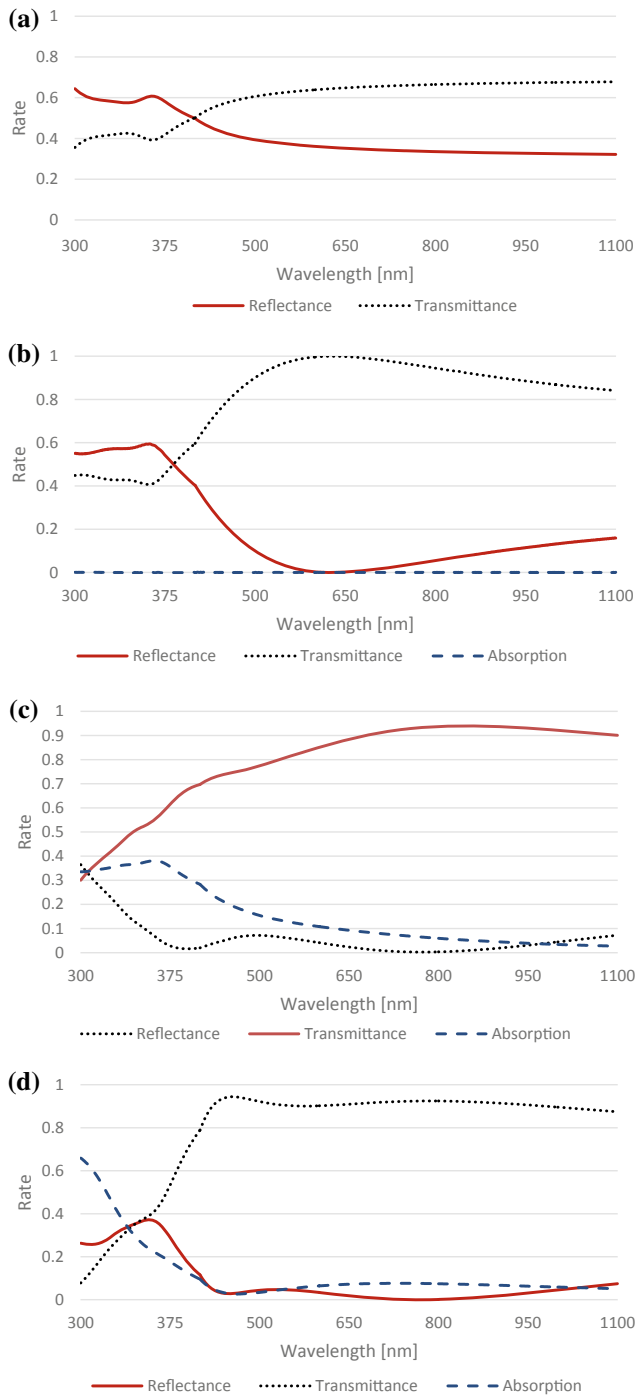 (a)
1
0.8
0.6
0.4
0.2
0
Rate
300 375 500 650 800 950 1100
Wavelength [nm]
Reflectance Transmittance
(b)
1
0.8
0.6
0.4
0.2
0
Rate
300 375 500 650 800 950 1100
Wavelength [nm]
Reflectance Transmittance Absorption
(c)
1
0.9
0.8
0.7
0.6
0.5
0.4
0.3
0.2
0.1
0
Rate
300 375 500 650 800 950 1100
Wavelength [nm]
Reflectance Transmittance Absorption
(d)
1
0.8
0.6
0.4
0.2
0
Rate
300 375 500 650 800 950 1100
Wavelength [nm]
Reflectance Transmittance Absorption